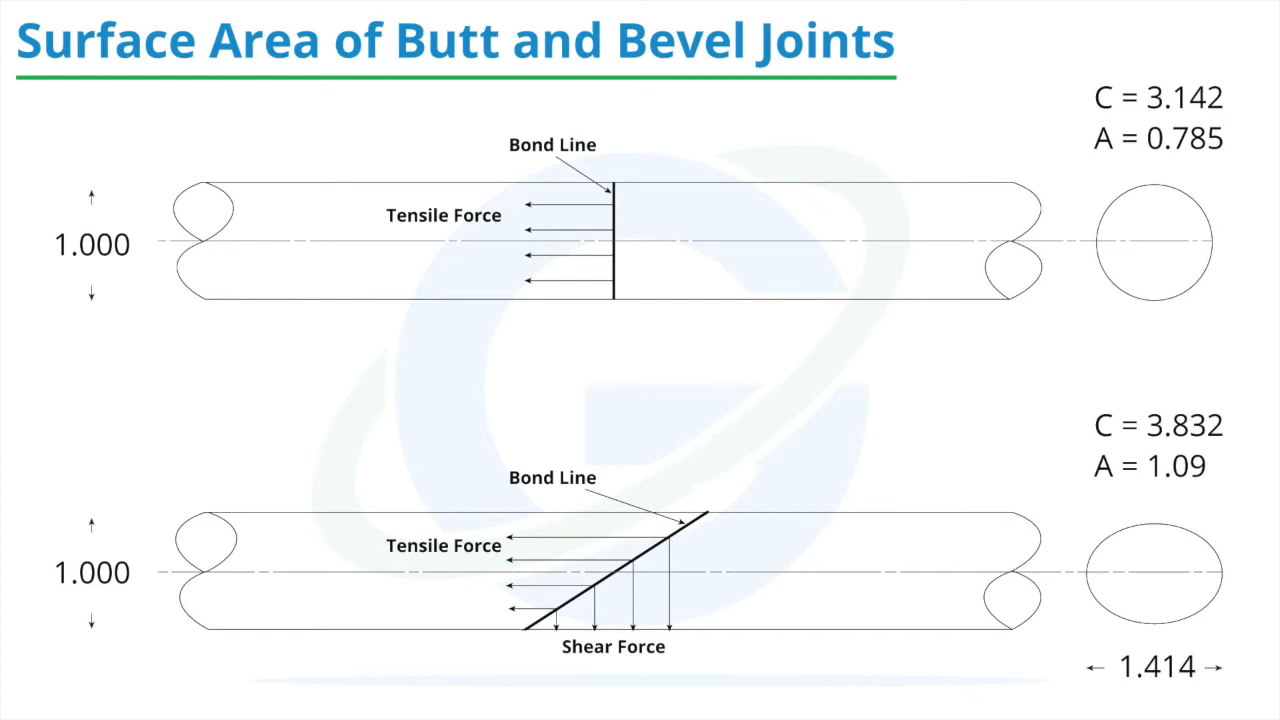 Surface Area of Butt and Bevel Joints
C = 3.142
A = 0.785
Bond Line
Tensile Force
1.000
C = 3.832
A = 1.09
Bond Line
Tensile Force
1.000
Shear Force
1.414